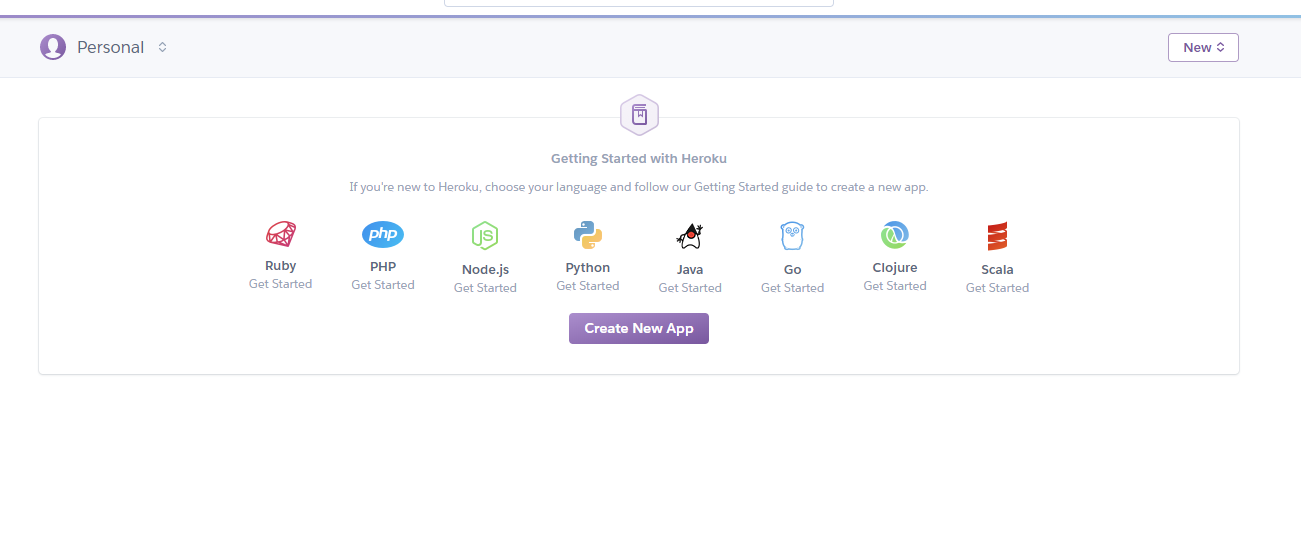 Personal
New
Getting Started with Heroku
If you're new to Heroku, choose your language and follow our Getting Started guide to create a new app.
php
JS
Ruby PHP Node.js Python Java Go Clojure Scala
Get Started Get Started Get Started Get Started Get Started Get Started Get Started Get Started
Create New App